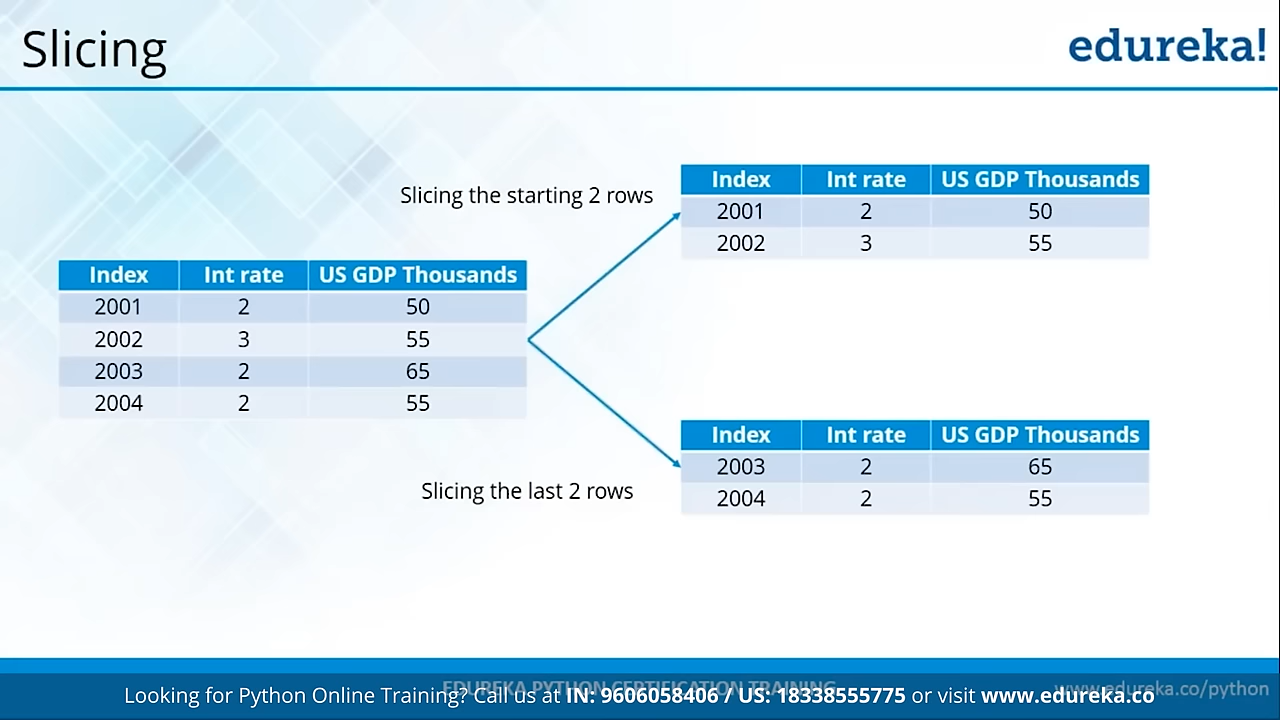 Slicing
edureka!
Slicing the starting 2 rows
Index Int rate US GDP Thousands
2001 2 50
2002 3 55
Index Int rate US GDP Thousands
2001 2 50
2002 3 55
2003 2 65
2004 2 55
Slicing the last 2 rows
Index Int rate US GDP Thousands
2003 2 65
2004 2 55
EDUREKA PYTHON CERTIFICATION TRAINING
www.edureka.co/python
Looking for Python Online Training? Call us at IN: 9606058406 / US: 18338555775 or visit www.edureka.co